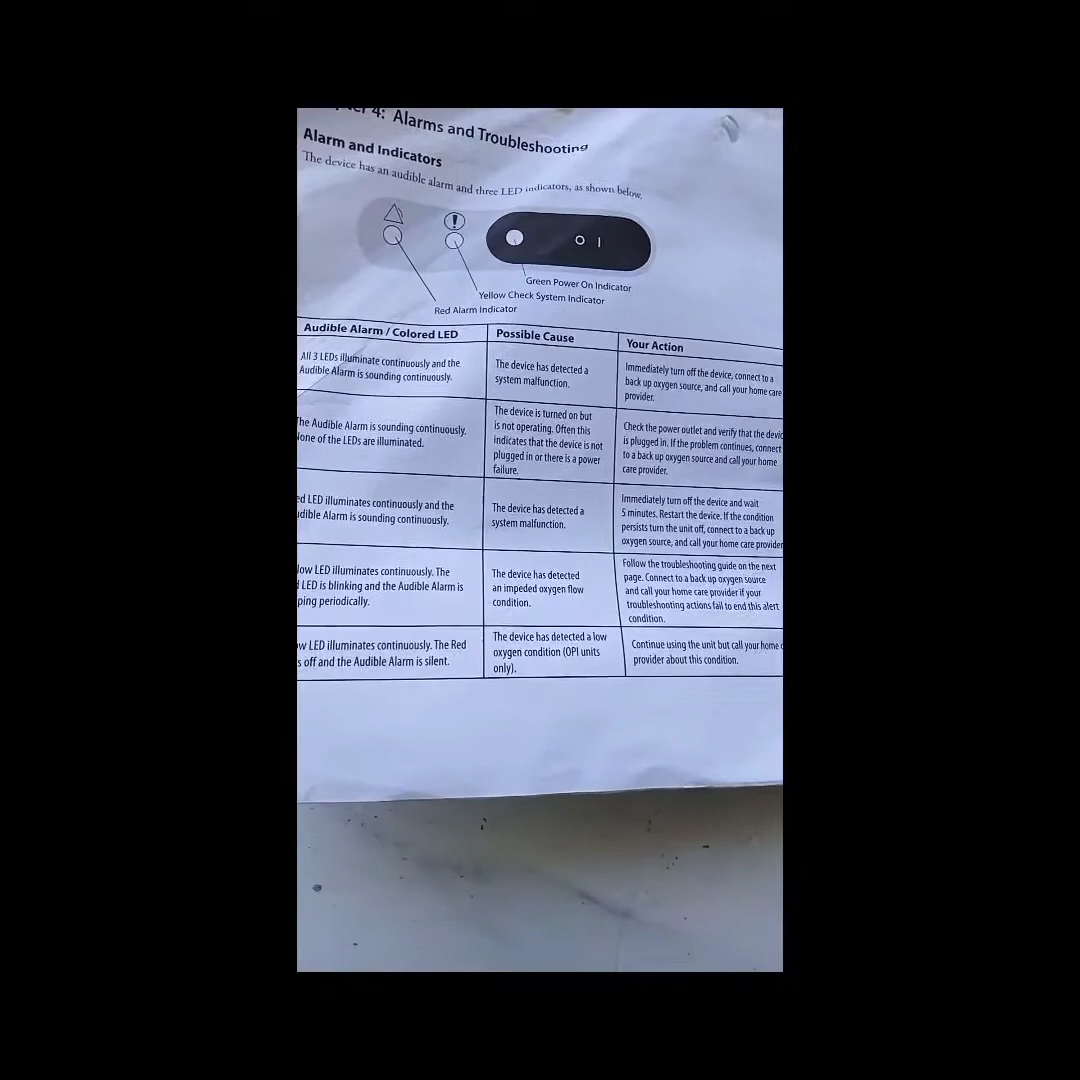 4: Alarms and Troubleshooting
Alarm and Indicators
The device has an audible alarm and three LED indicators, as shown below.
!
O I
Green Power On Indicator
Yellow Check System Indicator
Red Alarm Indicator
Audible Alarm / Colored LED
Possible Cause
Your Action
All 3 LEDs illuminate continuously and the
Audible Alarm is sounding continuously.
The device has detected a
system malfunction.
Immediately turn off the device, connect to a
back up oxygen source, and call your home care
provider.
The Audible Alarm is sounding continuously.
None of the LEDs are illuminated.
The device is turned on but
is not operating. Often this
indicates that the device is not
plugged in or there is a power
failure.
Check the power outlet and verify that the devic
is plugged in. If the problem continues, connect
to a back up oxygen source and call your home
care provider.
ed LED illuminates continuously and the
udible Alarm is sounding continuously.
The device has detected a
system malfunction.
Immediately turn off the device and wait
5 minutes. Restart the device. If the condition
persists turn the unit off, connect to a back up
oxygen source, and call your home care provider
low LED illuminates continuously. The
LED is blinking and the Audible Alarm is
ping periodically.
The device has detected
an impeded oxygen flow
condition.
Follow the troubleshooting guide on the next
page. Connect to a back up oxygen source
and call your home care provider if your
troubleshooting actions fail to end this alert
condition.
ow LED illuminates continuously. The Red
s off and the Audible Alarm is silent.
The device has detected a low
oxygen condition (OPI units
only).
Continue using the unit but call your home
provider about this condition.